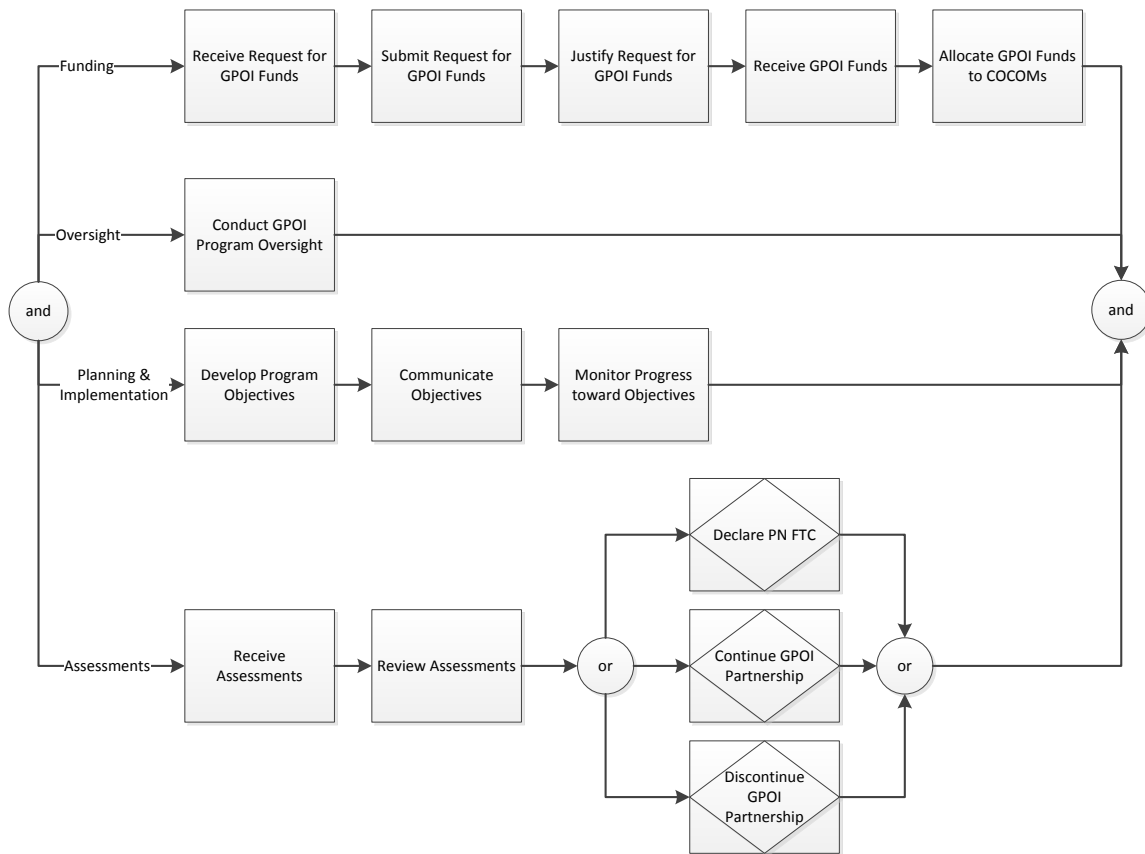 Funding
Receive Request for
GPOI Funds
Submit Request for
GPOI Funds
Justify Request for
GPOI Funds
Receive GPOI Funds
Allocate GPOI Funds
to COCOMs
Oversight
Conduct GPOI
Program Oversight
and
and
Planning &
Implementation
Develop Program
Objectives
Communicate
Objectives
Monitor Progress
toward Objectives
Declare PN FTC
Assessments
Receive
Assessments
Review Assessments
or
Continue GPOI
Partnership
or
Discontinue
GPOI
Partnership